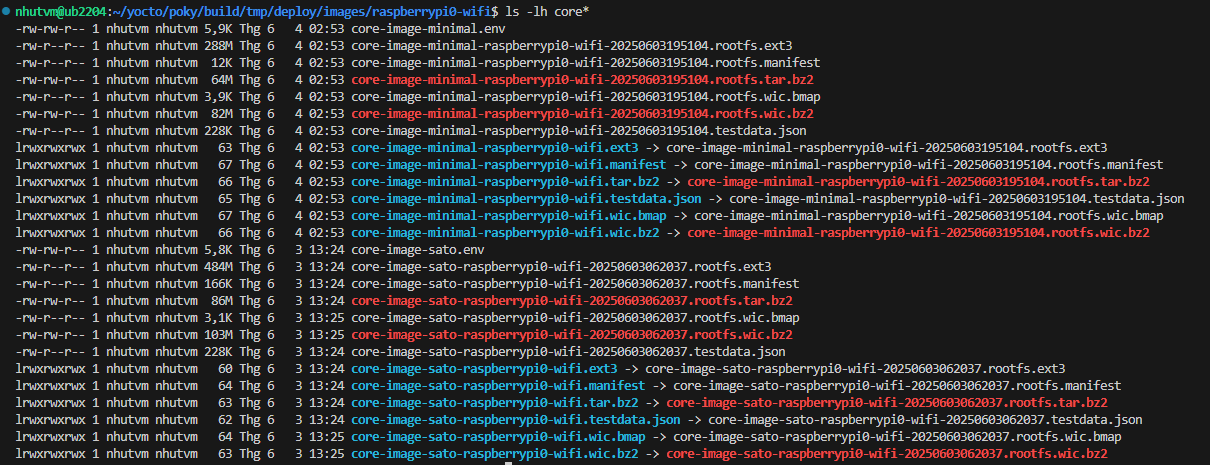 nhutvm@ub2204:~/yocto/poky/build/tmp/deploy/images/raspberrypi0-wifi$ ls -lh core*
-rw-rw-r-- 1 nhutvm nhutvm 5,9K Thg 6   4 02:53 core-image-minimal.env
-rw-r--r-- 1 nhutvm nhutvm 288M Thg 6   4 02:53 core-image-minimal-raspberrypi0-wifi-20250603195104.rootfs.ext3
-rw-r--r-- 1 nhutvm nhutvm  12K Thg 6   4 02:53 core-image-minimal-raspberrypi0-wifi-20250603195104.rootfs.manifest
-rw-r--r-- 1 nhutvm nhutvm  64M Thg 6   4 02:53 core-image-minimal-raspberrypi0-wifi-20250603195104.rootfs.tar.bz2
-rw-rw-r-- 1 nhutvm nhutvm 3,9K Thg 6   4 02:53 core-image-minimal-raspberrypi0-wifi-20250603195104.rootfs.wic.bmap
-rw-r--r-- 1 nhutvm nhutvm  82M Thg 6   4 02:53 core-image-minimal-raspberrypi0-wifi-20250603195104.rootfs.wic.bz2
-rw-rw-r-- 1 nhutvm nhutvm 228K Thg 6   4 02:53 core-image-minimal-raspberrypi0-wifi-20250603195104.testdata.json
lrwxrwxrwx 1 nhutvm nhutvm   63 Thg 6   4 02:53 core-image-minimal-raspberrypi0-wifi.ext3 -> core-image-minimal-raspberrypi0-wifi-20250603195104.rootfs.ext3
lrwxrwxrwx 1 nhutvm nhutvm   67 Thg 6   4 02:53 core-image-minimal-raspberrypi0-wifi.manifest -> core-image-minimal-raspberrypi0-wifi-20250603195104.rootfs.manifest
lrwxrwxrwx 1 nhutvm nhutvm   66 Thg 6   4 02:53 core-image-minimal-raspberrypi0-wifi.tar.bz2 -> core-image-minimal-raspberrypi0-wifi-20250603195104.rootfs.tar.bz2
lrwxrwxrwx 1 nhutvm nhutvm   65 Thg 6   4 02:53 core-image-minimal-raspberrypi0-wifi.testdata.json -> core-image-minimal-raspberrypi0-wifi-20250603195104.testdata.json
lrwxrwxrwx 1 nhutvm nhutvm   67 Thg 6   4 02:53 core-image-minimal-raspberrypi0-wifi.wic.bmap -> core-image-minimal-raspberrypi0-wifi-20250603195104.rootfs.wic.bmap
lrwxrwxrwx 1 nhutvm nhutvm   66 Thg 6   4 02:53 core-image-minimal-raspberrypi0-wifi.wic.bz2 -> core-image-minimal-raspberrypi0-wifi-20250603195104.rootfs.wic.bz2
-rw-r--r-- 1 nhutvm nhutvm 5,8K Thg 6   3 13:24 core-image-sato.env
-rw-r--r-- 1 nhutvm nhutvm 484M Thg 6   3 13:24 core-image-sato-raspberrypi0-wifi-20250603062037.rootfs.ext3
-rw-r--r-- 1 nhutvm nhutvm 166K Thg 6   3 13:24 core-image-sato-raspberrypi0-wifi-20250603062037.rootfs.manifest
-rw-r--r-- 1 nhutvm nhutvm  86M Thg 6   3 13:24 core-image-sato-raspberrypi0-wifi-20250603062037.rootfs.tar.bz2
-rw-r--r-- 1 nhutvm nhutvm 3,1K Thg 6   3 13:25 core-image-sato-raspberrypi0-wifi-20250603062037.rootfs.wic.bmap
-rw-r--r-- 1 nhutvm nhutvm 103M Thg 6   3 13:25 core-image-sato-raspberrypi0-wifi-20250603062037.rootfs.wic.bz2
-rw-r--r-- 1 nhutvm nhutvm 228K Thg 6   3 13:24 core-image-sato-raspberrypi0-wifi-20250603062037.testdata.json
lrwxrwxrwx 1 nhutvm nhutvm   60 Thg 6   3 13:24 core-image-sato-raspberrypi0-wifi.ext3 -> core-image-sato-raspberrypi0-wifi-20250603062037.rootfs.ext3
lrwxrwxrwx 1 nhutvm nhutvm   64 Thg 6   3 13:24 core-image-sato-raspberrypi0-wifi.manifest -> core-image-sato-raspberrypi0-wifi-20250603062037.rootfs.manifest
lrwxrwxrwx 1 nhutvm nhutvm   63 Thg 6   3 13:24 core-image-sato-raspberrypi0-wifi.tar.bz2 -> core-image-sato-raspberrypi0-wifi-20250603062037.rootfs.tar.bz2
lrwxrwxrwx 1 nhutvm nhutvm   62 Thg 6   3 13:24 core-image-sato-raspberrypi0-wifi.testdata.json -> core-image-sato-raspberrypi0-wifi-20250603062037.testdata.json
lrwxrwxrwx 1 nhutvm nhutvm   64 Thg 6   3 13:25 core-image-sato-raspberrypi0-wifi.wic.bmap -> core-image-sato-raspberrypi0-wifi-20250603062037.rootfs.wic.bmap
lrwxrwxrwx 1 nhutvm nhutvm   63 Thg 6   3 13:25 core-image-sato-raspberrypi0-wifi.wic.bz2 -> core-image-sato-raspberrypi0-wifi-20250603062037.rootfs.wic.bz2